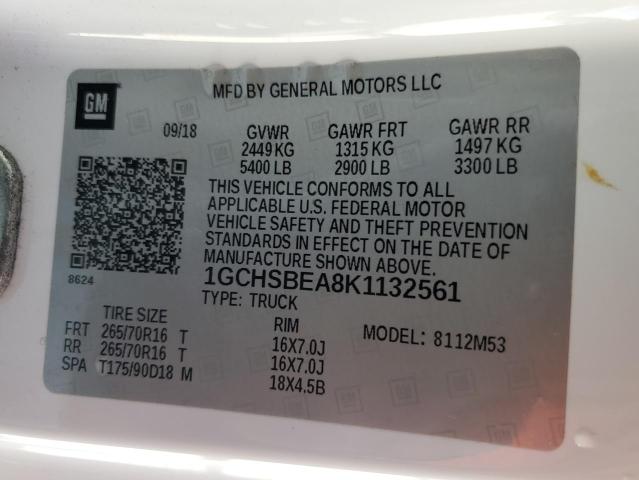 GM
MFD BY GENERAL MOTORS LLC
09/18 GVWR GAWR FRT GAWR RR
2449 KG 1315 KG 1497 KG
5400 LB 2900 LB 3300 LB
THIS VEHICLE CONFORMS TO ALL
APPLICABLE U.S. FEDERAL MOTOR
VEHICLE SAFETY AND THEFT PREVENTION
STANDARDS IN EFFECT ON THE DATE OF
MANUFACTURE SHOWN ABOVE.
8624
1GCHSBEA8K1132561
TYPE: TRUCK
TIRE SIZE RIM MODEL: 8112M53
FRT 265/70R16 T 16X7.0J
RR 265/70R16 T 16X7.0J
SPA T175/90D18 M 18X4.5B